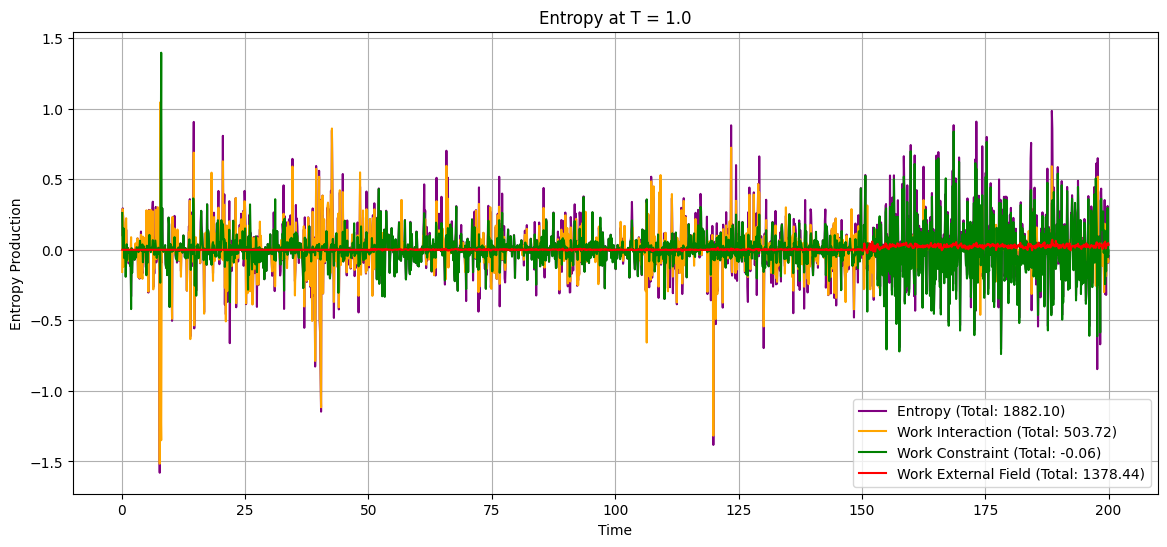 Entropy at T = 1.0
Entropy Production
1.5
1.0
0.5
0.0
−0.5
−1.0
−1.5
0
25
50
75
100
125
150
175
200
Time
Entropy (Total: 1882.10)
Work Interaction (Total: 503.72)
Work Constraint (Total: -0.06)
Work External Field (Total: 1378.44)